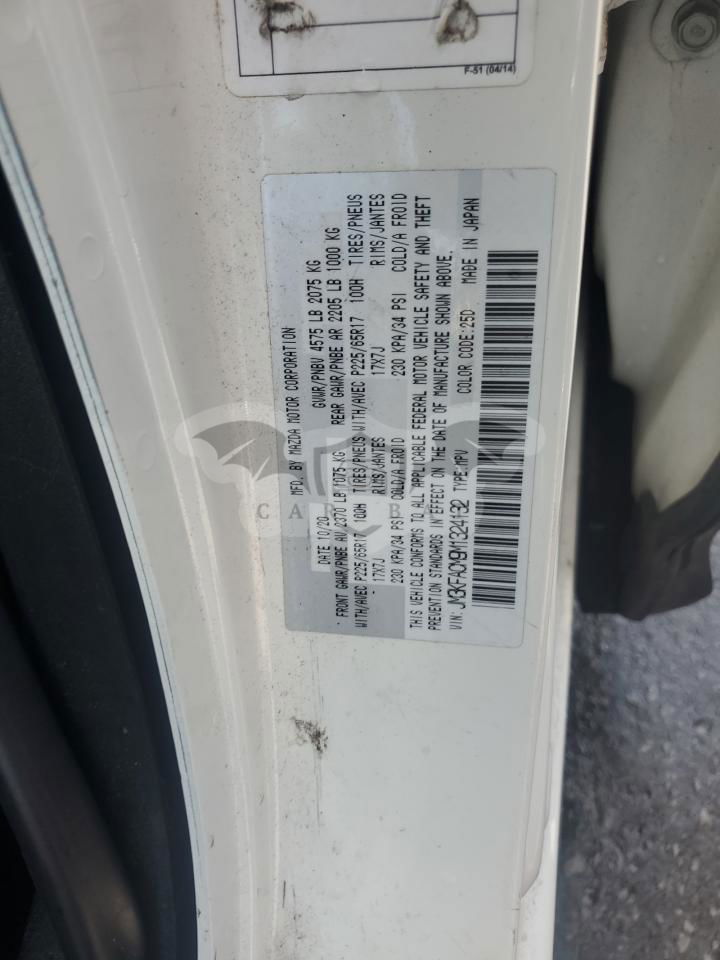 F-51 (04/14)
MFD. BY MAZDA MOTOR CORPORATION
DATE 10/20 GVWR/PNBV 4575 LB 2075 KG
FRONT GAWR/PNBE AV 2370 LB 1075 KG REAR GAWR/PNBE AR 2205 LB 1000 KG
WITH/AVEC P225/65R17 100H TIRES/PNEUS WITH/AVEC P225/65R17 100H TIRES/PNEUS
17X7J RIMS/JANTES 17X7J RIMS/JANTES
230 KPA/34 PSI COLD/A FROID 230 KPA/34 PSI COLD/A FROID
THIS VEHICLE CONFORMS TO ALL APPLICABLE FEDERAL MOTOR VEHICLE SAFETY AND THEFT
PREVENTION STANDARDS IN EFFECT ON THE DATE OF MANUFACTURE SHOWN ABOVE.
VIN: JM3KFACM9M1324132 TYPE:MPV COLOR CODE:25D MADE IN JAPAN